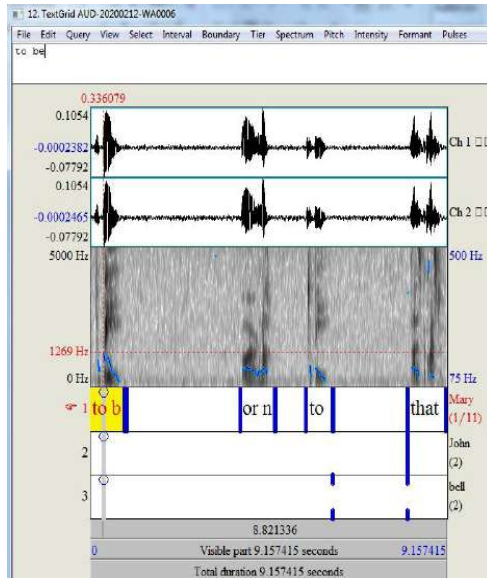 12. TextGrid AUD-20200212-WA0006
File Edit Query View Select Interval Boundary Tier Spectrum Pitch Intensity Formant Pulses
to be
0.336079
0.1054
-0.0002382
-0.07792
Ch 1
0.1054
-0.0002465
-0.07792
Ch 2
5000 Hz
500 Hz
1269 Hz
0 Hz
75 Hz
1 to b or n to that Mary
(1/11)
2 John
(2)
3 bell
(2)
8.821336
0 Visible part 9.157415 seconds 9.157415
Total duration 9.157415 seconds